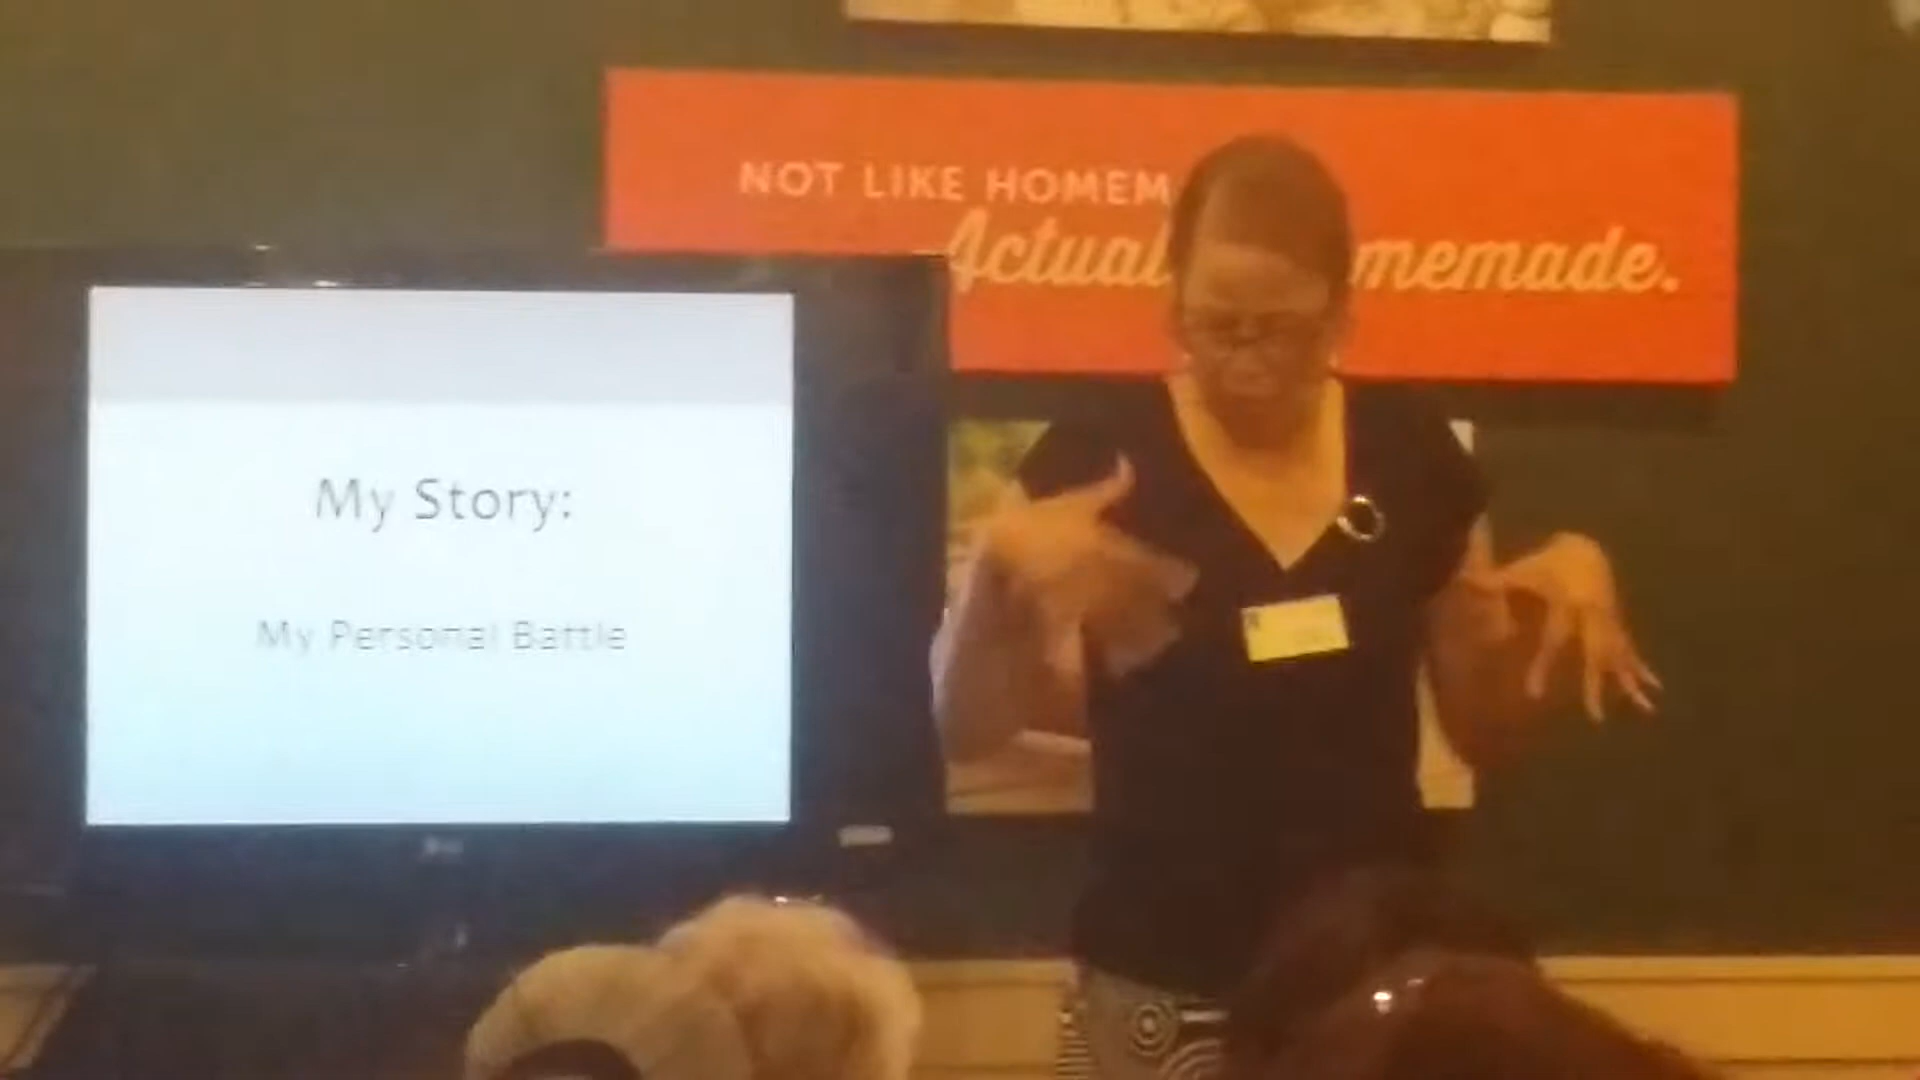 NOT LIKE HOMEM
Actual memade.
My Story:
My Personal Battle